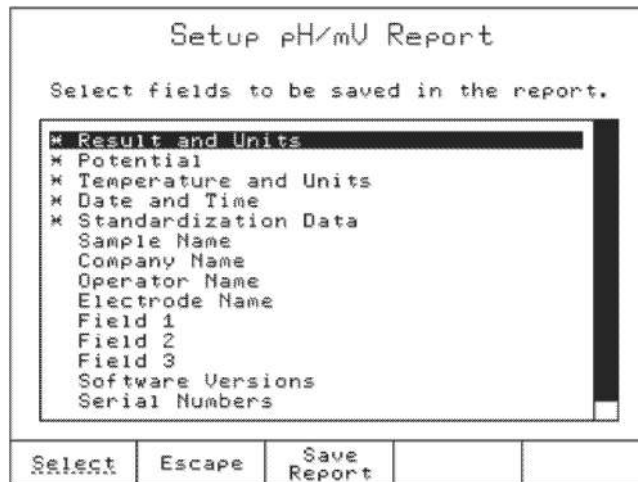 Setup pH/mV Report
Select fields to be saved in the report.
* Result and Units
* Potential
* Temperature and Units
* Date and Time
* Standardization Data
Sample Name
Company Name
Operator Name
Electrode Name
Field 1
Field 2
Field 3
Software Versions
Serial Numbers
Select
Escape
Save
Report